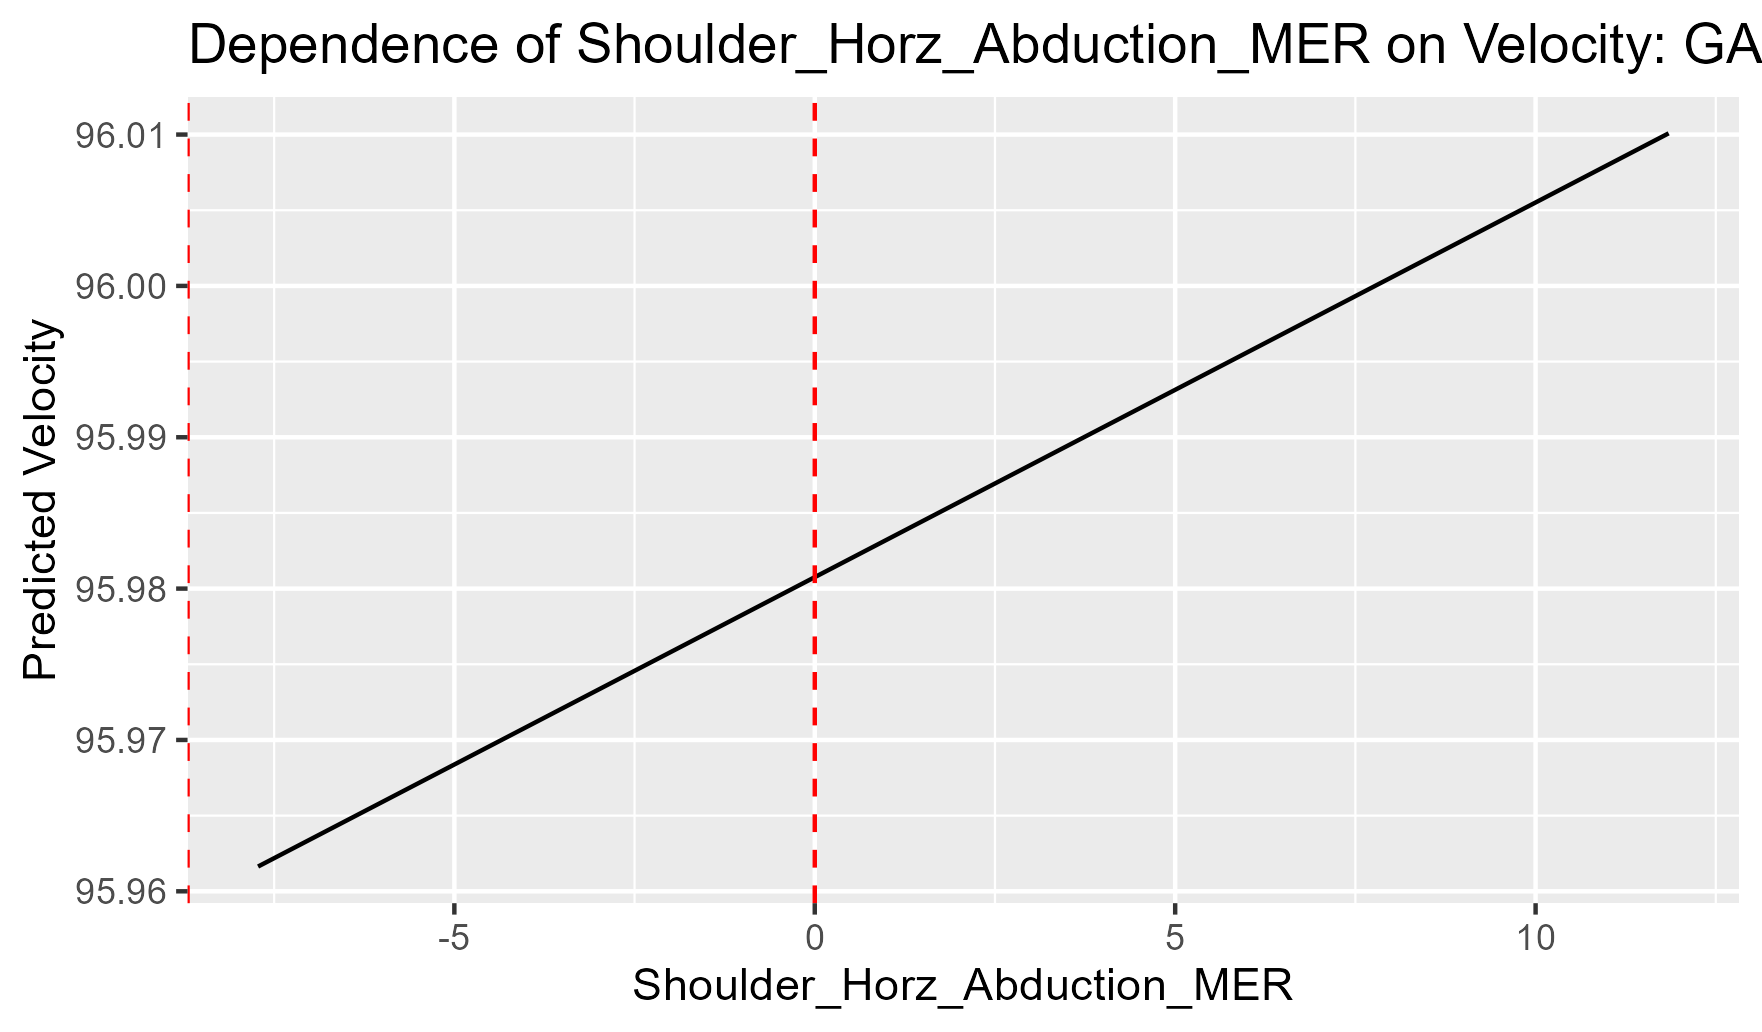 Dependence of Shoulder_Horz_Abduction_MER on Velocity: GA
96.01
96.00
95.99
95.98
95.97
95.96
Predicted Velocity
-5 0 5 10
Shoulder_Horz_Abduction_MER